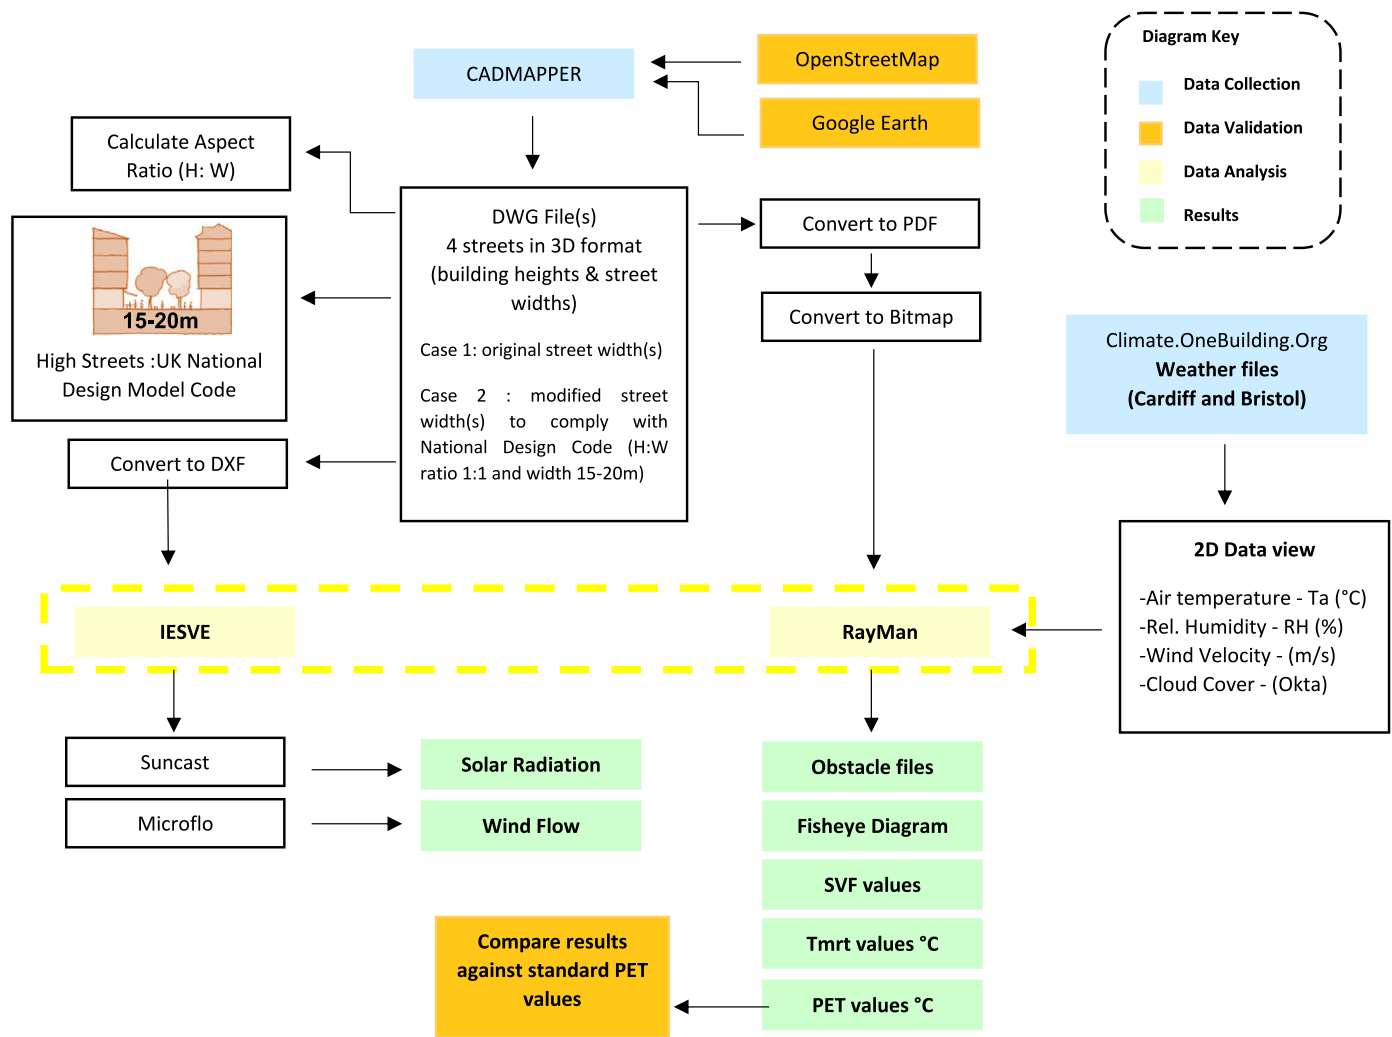 CADMAPPER
OpenStreetMap
Google Earth
Diagram Key
Data Collection
Data Validation
Data Analysis
Results
Calculate Aspect
Ratio (H: W)
15-20m
High Streets :UK National
Design Model Code
Convert to DXF
DWG File(s)
4 streets in 3D format
(building heights & street
widths)
Case 1: original street width(s)
Case 2 : modified street
width(s) to comply with
National Design Code (H:W
ratio 1:1 and width 15-20m)
Convert to PDF
Convert to Bitmap
Climate.OneBuilding.Org
Weather files
(Cardiff and Bristol)
2D Data view
-Air temperature - Ta (°C)
-Rel. Humidity - RH (%)
-Wind Velocity - (m/s)
-Cloud Cover - (Okta)
IESVE
RayMan
Suncast
Microflo
Solar Radiation
Wind Flow
Obstacle files
Fisheye Diagram
SVF values
Tmrt values °C
PET values °C
Compare results
against standard PET
values